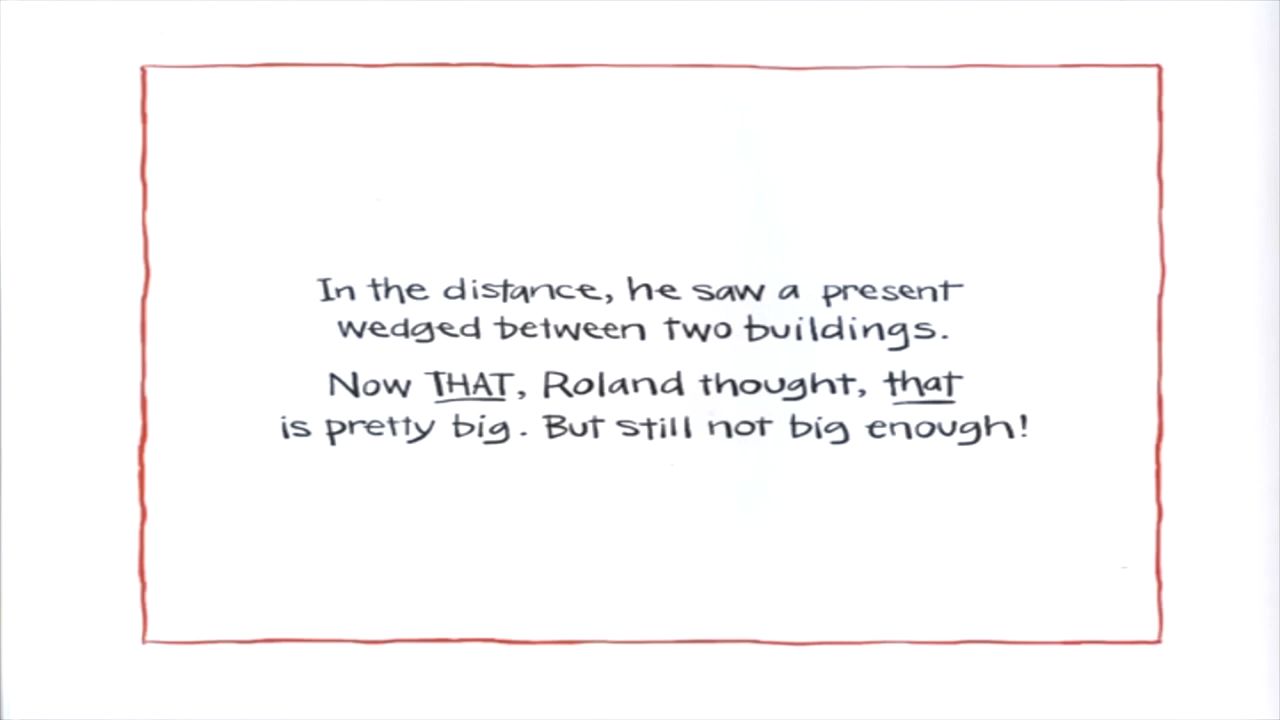 In the distance, he saw a present
wedged between two buildings.
Now THAT, Roland thought, that
is pretty big. But still not big enough!